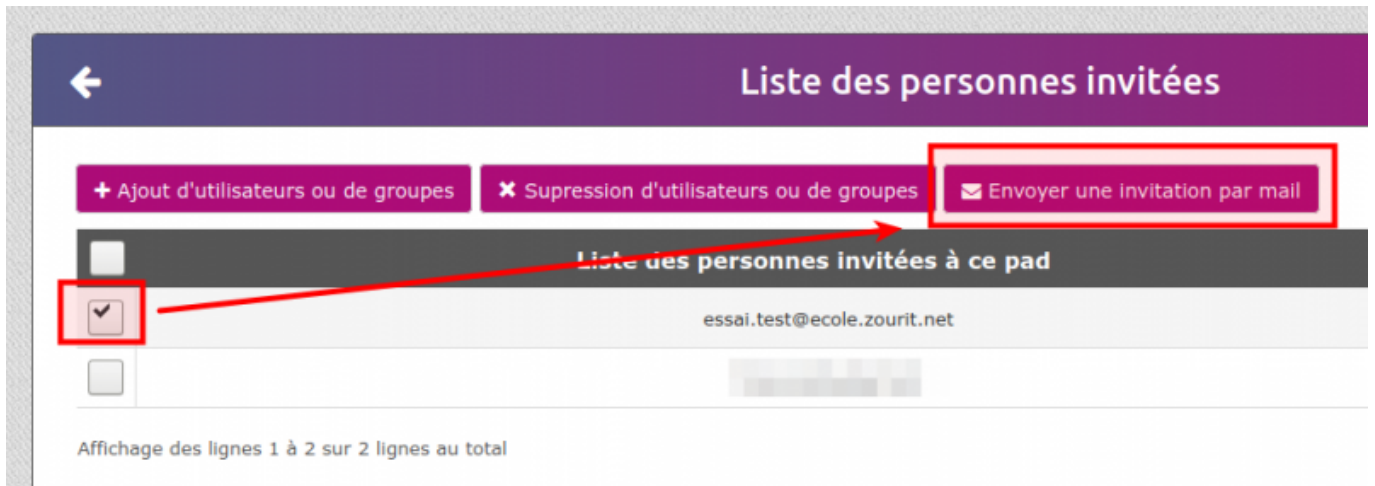 Liste des personnes invitées
Ajout d'utilisateurs ou de groupes Supression d'utilisateurs ou de groupes Envoyer une invitation par mail
Liste des personnes invitées à ce pad
essai.test@ecole.zourit.net
Affichage des lignes 1 à 2 sur 2 lignes au total